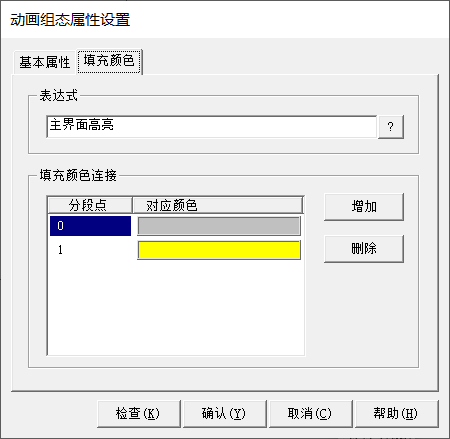 动画组态属性设置
基本属性 填充颜色
表达式
主界面高亮 ?
填充颜色连接
分段点 对应颜色
0
1
增加
删除
检查(K) 确认(Y) 取消(C) 帮助(H)